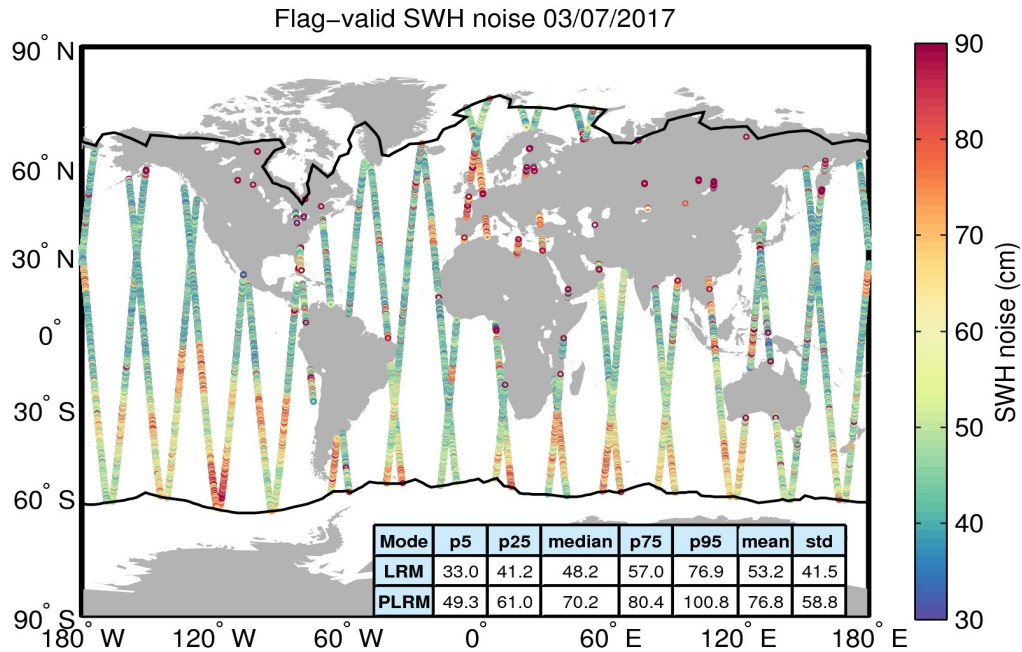 Flag−valid SWH noise 03/07/2017
90° N
60° N
30° N
0°
30° S
60° S
90° S
180° W
120° W
60° W
0°
60° E
120° E
180° E
Mode p5 p25 median p75 p95 mean std
LRM 33.0 41.2 48.2 57.0 76.9 53.2 41.5
PLRM 49.3 61.0 70.2 80.4 100.8 76.8 58.8
90
80
70
60
50
40
30
SWH noise (cm)